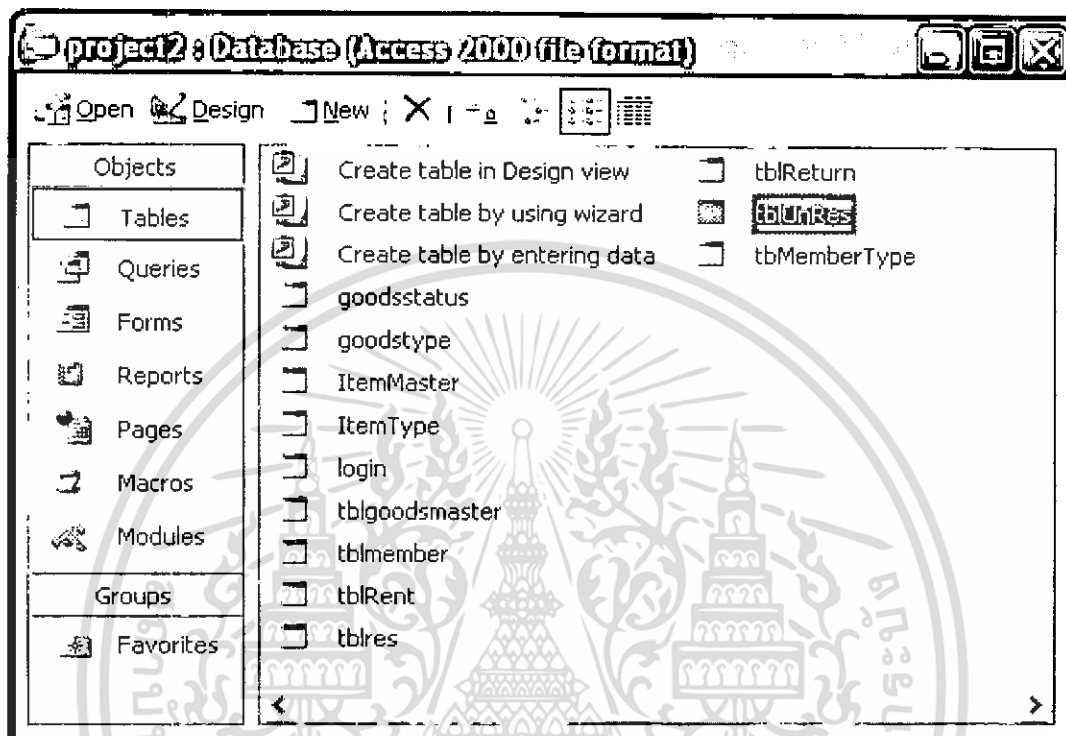 project2 : Database (Access 2000 file format)
Open Design New
Objects
Tables
Queries
Forms
Reports
Pages
Macros
Modules
Groups
Favorites
Create table in Design view
Create table by using wizard
Create table by entering data
goodsstatus
goodstype
ItemMaster
ItemType
login
tblgoodsmaster
tblmember
tblRent
tblres
tblReturn
tblUnRes
tbMemberType